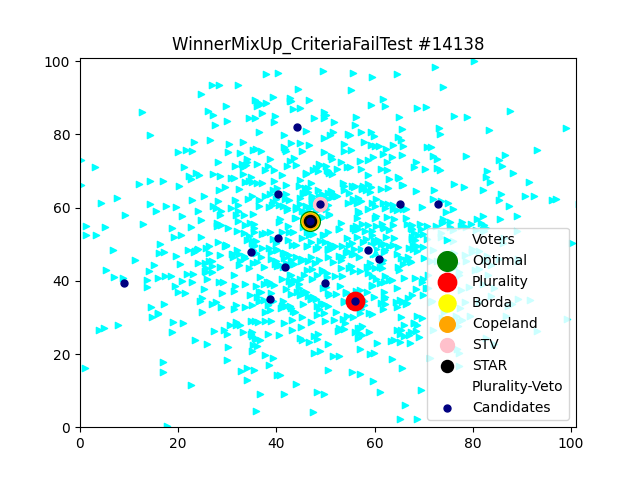 WinnerMixUp_CriteriaFailTest #14138
100
80
60
40
20
0
0 20 40 60 80 100
Voters
Optimal
Plurality
Borda
Copeland
STV
STAR
Plurality-Veto
Candidates